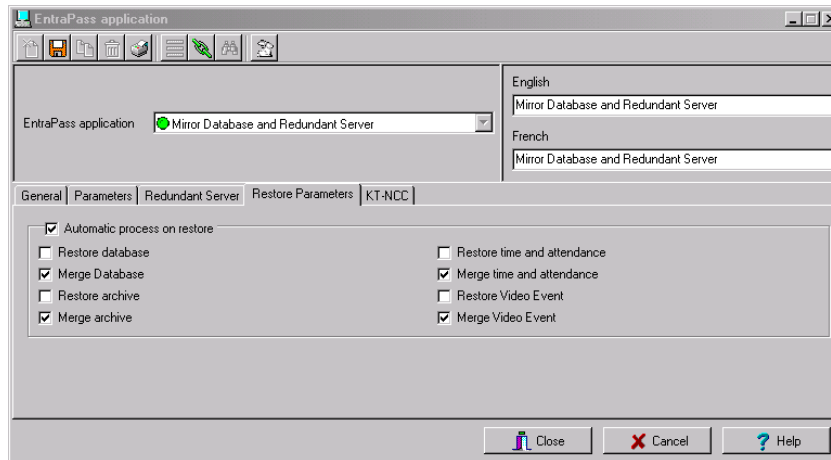 EntraPass application
English
Mirror Database and Redundant Server
EntraPass application
Mirror Database and Redundant Server
French
Mirror Database and Redundant Server
General
Parameters
Redundant Server
Restore Parameters
KT-NCC
Automatic process on restore
Restore database
Restore time and attendance
Merge Database
Merge time and attendance
Restore archive
Restore Video Event
Merge archive
Merge Video Event
Close
Cancel
? Help